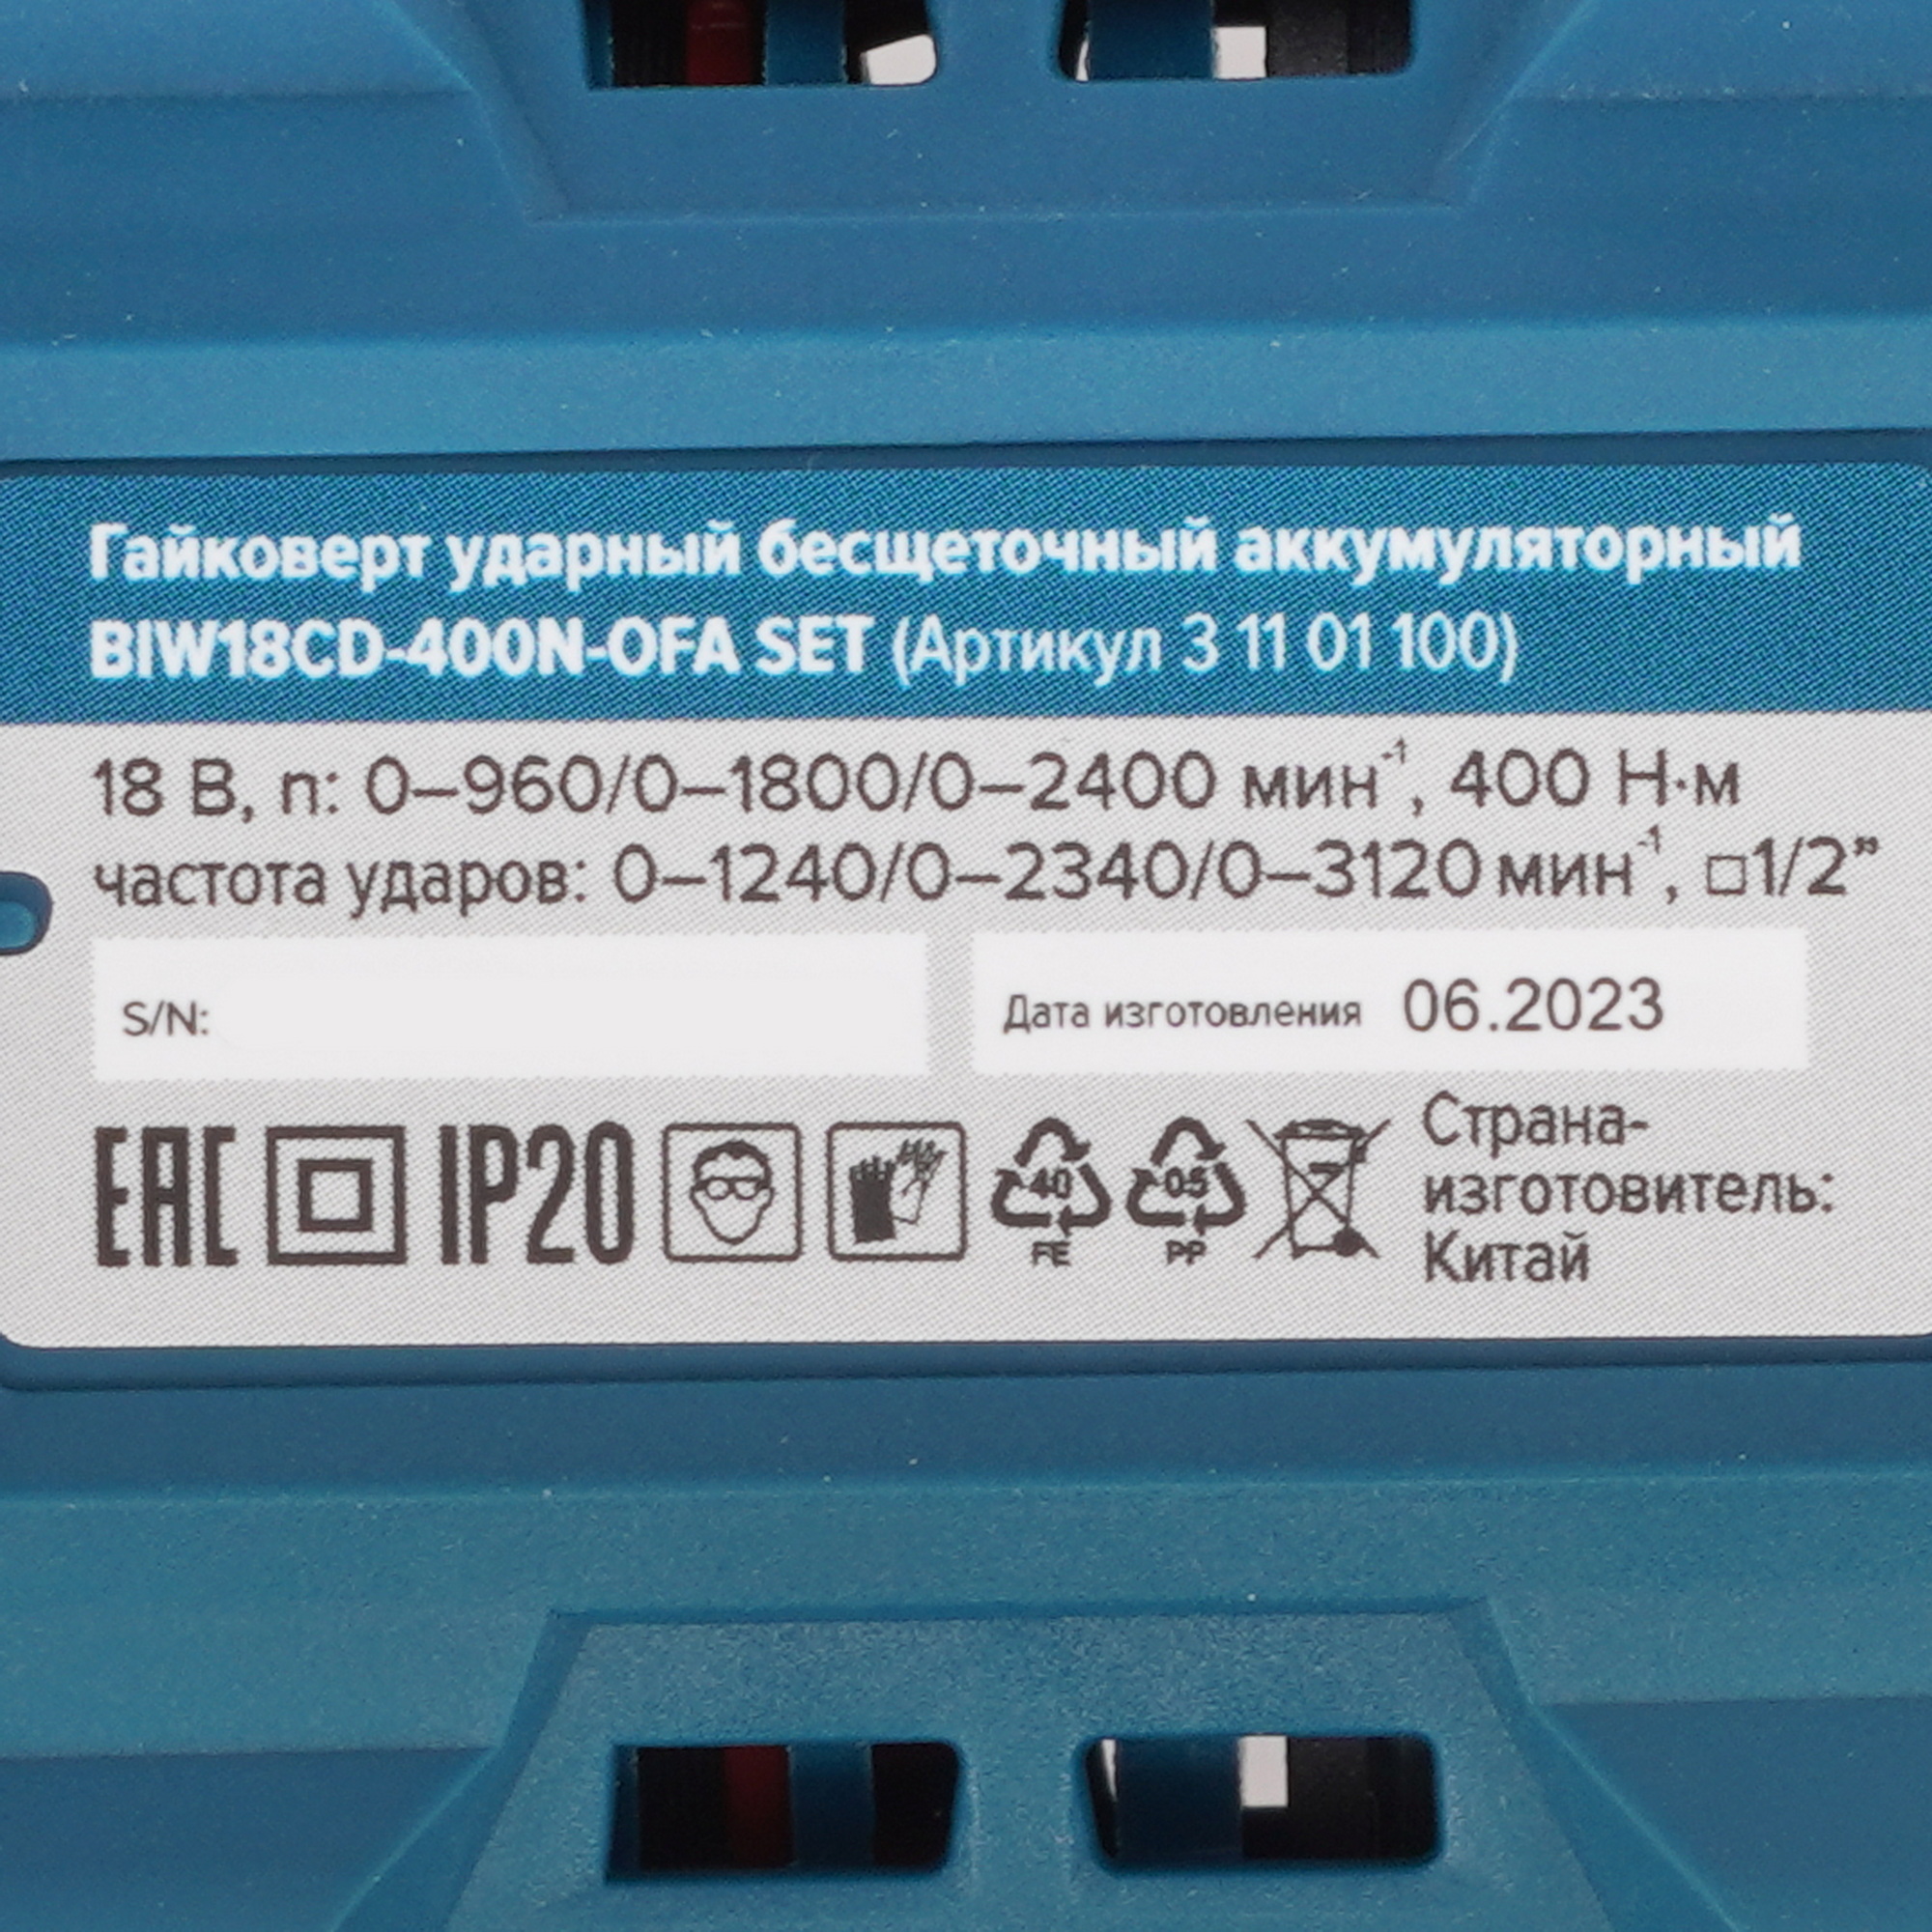 Гайковерт ударный бесщеточный аккумуляторный
BIW18CD-400N-OFA SET (Артикул 3 11 01 100)
18 В, n: 0–960/0–1800/0–2400 мин⁻¹, 400 Н·м
частота ударов: 0–1240/0–2340/0–3120 мин⁻¹, □1/2”
S/N:
Дата изготовления 06.2023
EAC IP20
40
FE
05
PP
Страна-
изготовитель:
Китай